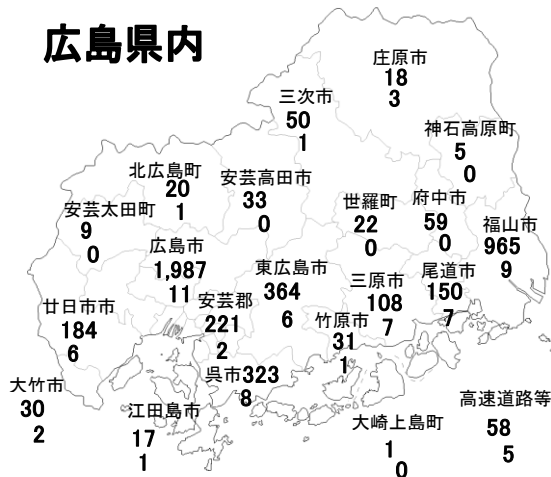 広島県内
庄原市
18
3
三次市
50
1
神石高原町
5
0
北広島町
20
1
安芸高田市
33
0
世羅町
22
0
府中市
59
0
安芸太田町
9
0
福山市
965
9
広島市
1,987
11
東広島市
364
6
三原市
108
7
尾道市
150
7
安芸郡
221
2
廿日市市
184
6
竹原市
31
1
呉市323
8
大竹市
30
2
江田島市
17
1
大崎上島町
1
0
高速道路等
58
5